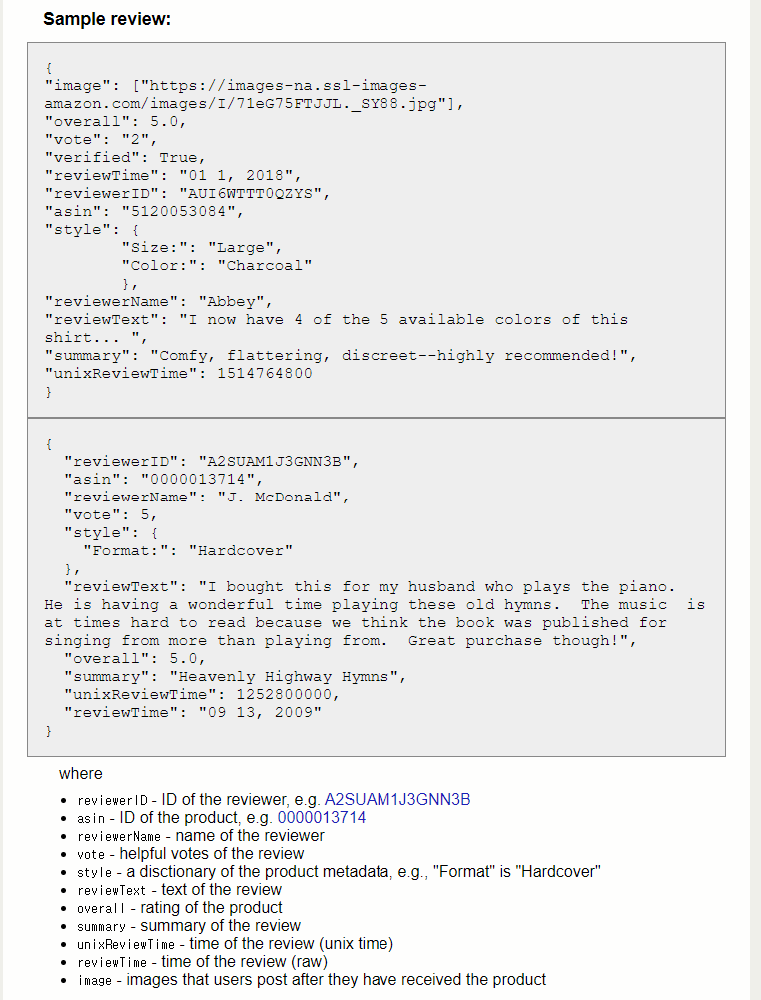 Sample review:
{
"image": ["https://images-na.ssl-images-
amazon.com/images/I/71eG75FTJJL._SY88.jpg"],
"overall": 5.0,
"vote": "2",
"verified": True,
"reviewTime": "01 1, 2018",
"reviewerID": "AUI6WTTT0QZYS",
"asin": "5120053084",
"style": {
"Size:": "Large",
"Color:": "Charcoal"
},
"reviewerName": "Abbey",
"reviewText": "I now have 4 of the 5 available colors of this
shirt... ",
"summary": "Comfy, flattering, discreet--highly recommended!",
"unixReviewTime": 1514764800
}
{
"reviewerID": "A2SUAM1J3GNN3B",
"asin": "0000013714",
"reviewerName": "J. McDonald",
"vote": 5,
"style": {
"Format:": "Hardcover"
},
"reviewText": "I bought this for my husband who plays the piano.
He is having a wonderful time playing these old hymns.  The music  is
at times hard to read because we think the book was published for
singing from more than playing from.  Great purchase though!",
"overall": 5.0,
"summary": "Heavenly Highway Hymns",
"unixReviewTime": 1252800000,
"reviewTime": "09 13, 2009"
}
where
• reviewerID - ID of the reviewer, e.g. A2SUAM1J3GNN3B
• asin - ID of the product, e.g. 0000013714
• reviewerName - name of the reviewer
• vote - helpful votes of the review
• style - a disctionary of the product metadata, e.g., "Format" is "Hardcover"
• reviewText - text of the review
• overall - rating of the product
• summary - summary of the review
• unixReviewTime - time of the review (unix time)
• reviewTime - time of the review (raw)
• image - images that users post after they have received the product